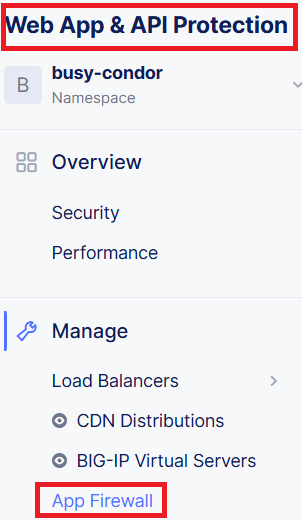 Web App & API Protection
B
busy-condor
Namespace
Overview
Security
Performance
Manage
Load Balancers
CDN Distributions
BIG-IP Virtual Servers
App Firewall